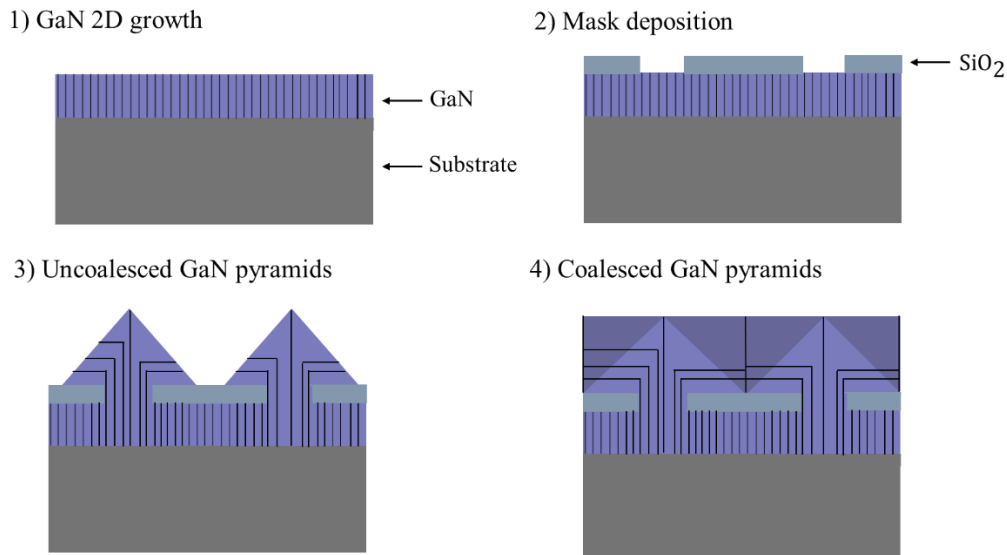 1) GaN 2D growth
2) Mask deposition
SiO₂
GaN
Substrate
3) Uncoalesced GaN pyramids
4) Coalesced GaN pyramids